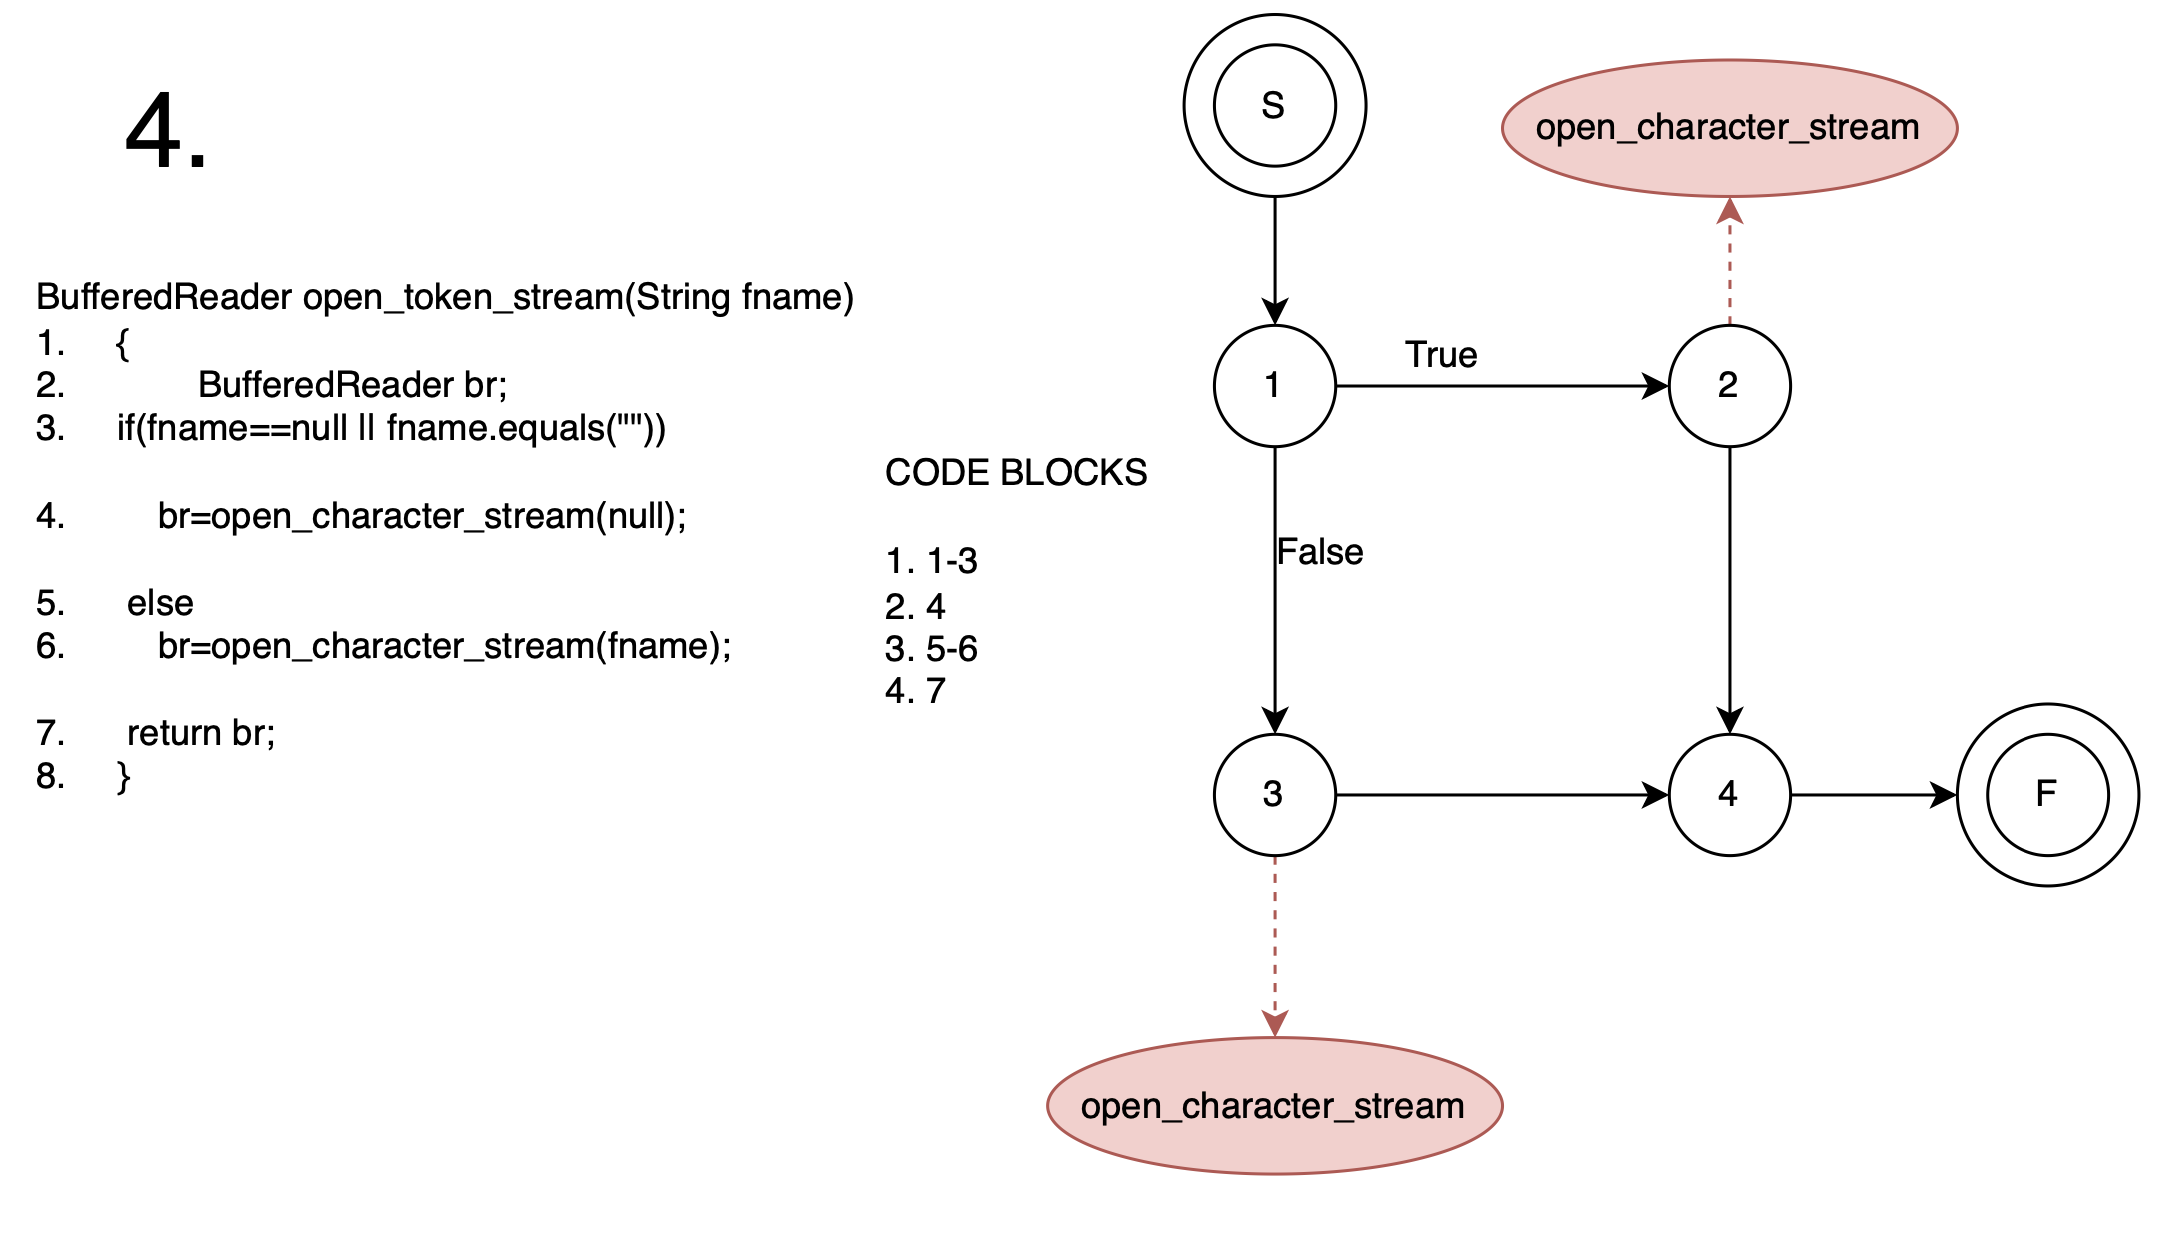 4.
BufferedReader open_token_stream(String fname)
1. {
2. BufferedReader br;
3. if(fname==null || fname.equals(""))
4. br=open_character_stream(null);
5. else
6. br=open_character_stream(fname);
7. return br;
8. }
CODE BLOCKS
1. 1-3
2. 4
3. 5-6
4. 7
S
open_character_stream
1
True
2
False
3
4
F
open_character_stream